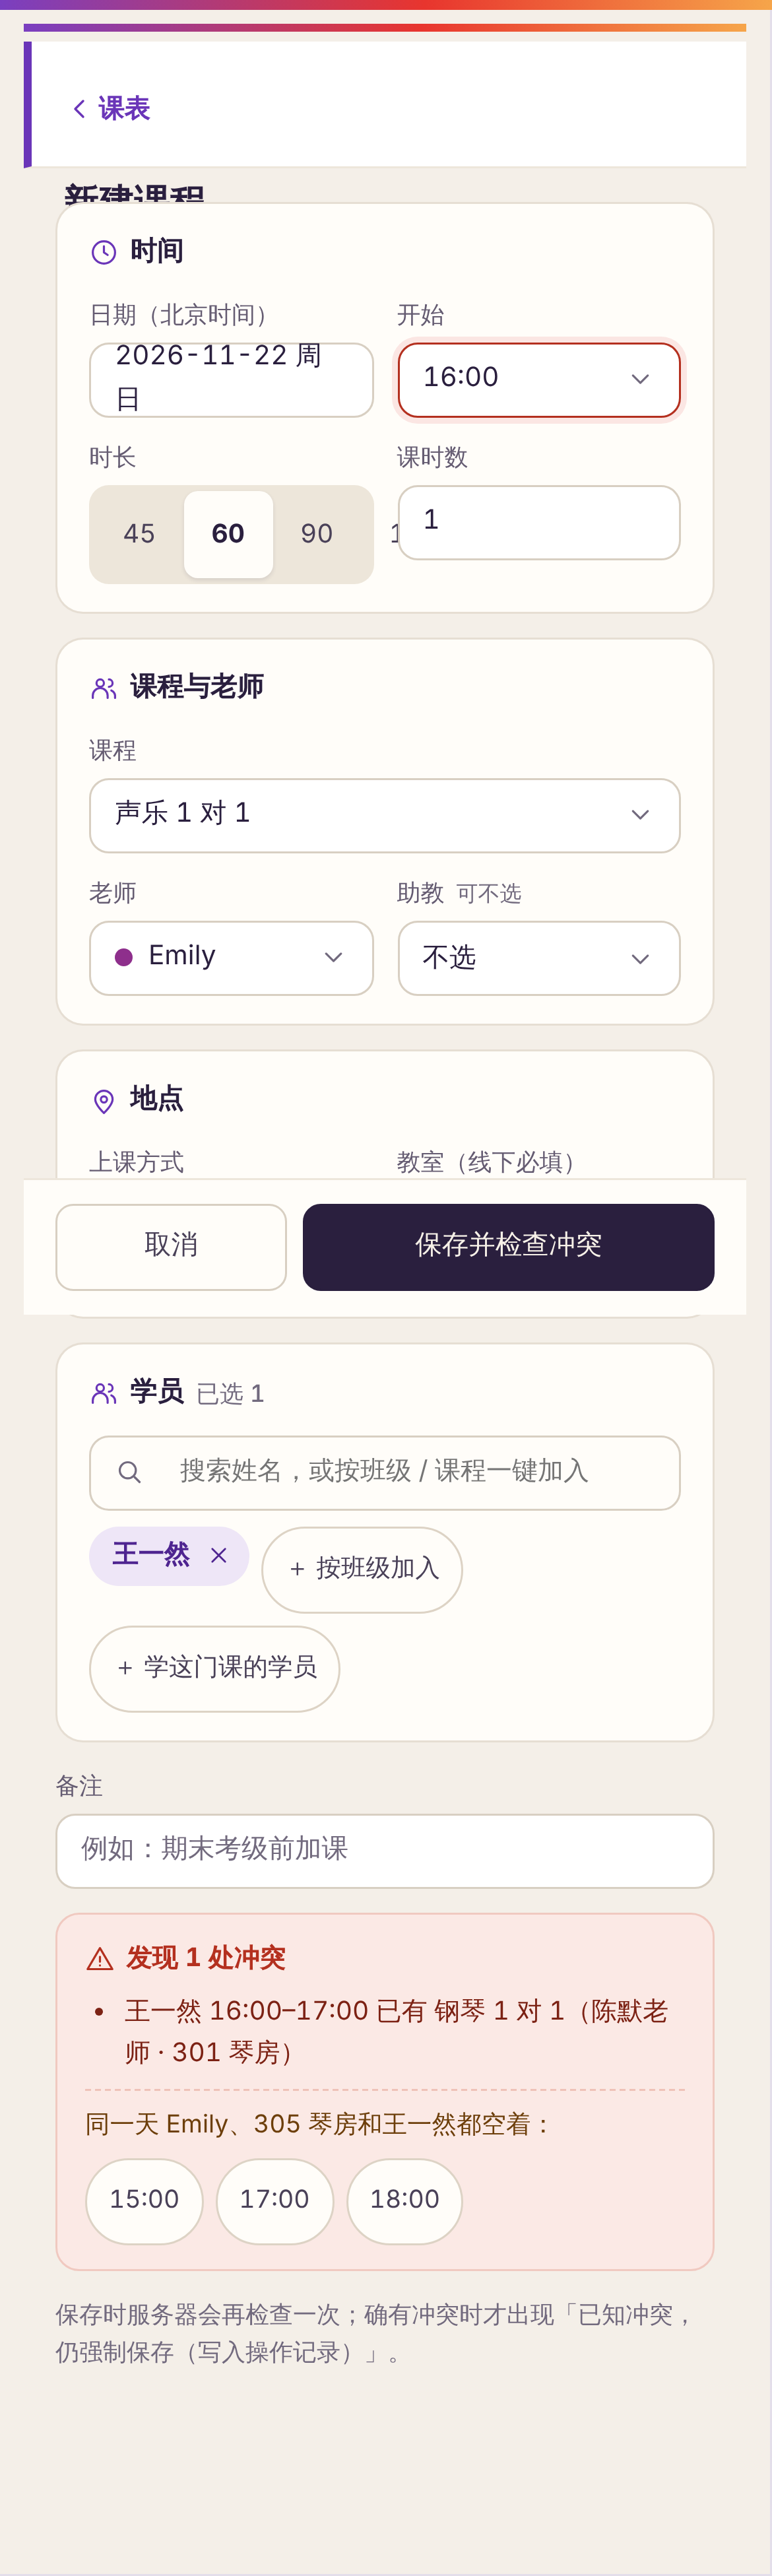 课表
新建课程
时间
日期（北京时间）
开始
2026-11-22 周
日
16:00
时长
课时数
45 60 90
1
课程与老师
课程
声乐 1 对 1
老师
助教 可不选
Emily
不选
地点
上课方式
教室（线下必填）
取消
保存并检查冲突
学员 已选 1
搜索姓名，或按班级 / 课程一键加入
王一然
+ 按班级加入
+ 学这门课的学员
备注
例如：期末考级前加课
发现 1 处冲突
• 王一然 16:00–17:00 已有 钢琴 1 对 1（陈默老
师 · 301 琴房）
同一天 Emily、305 琴房和王一然都空着：
15:00 17:00 18:00
保存时服务器会再检查一次；确有冲突时才出现「已知冲突，
仍强制保存（写入操作记录）」。